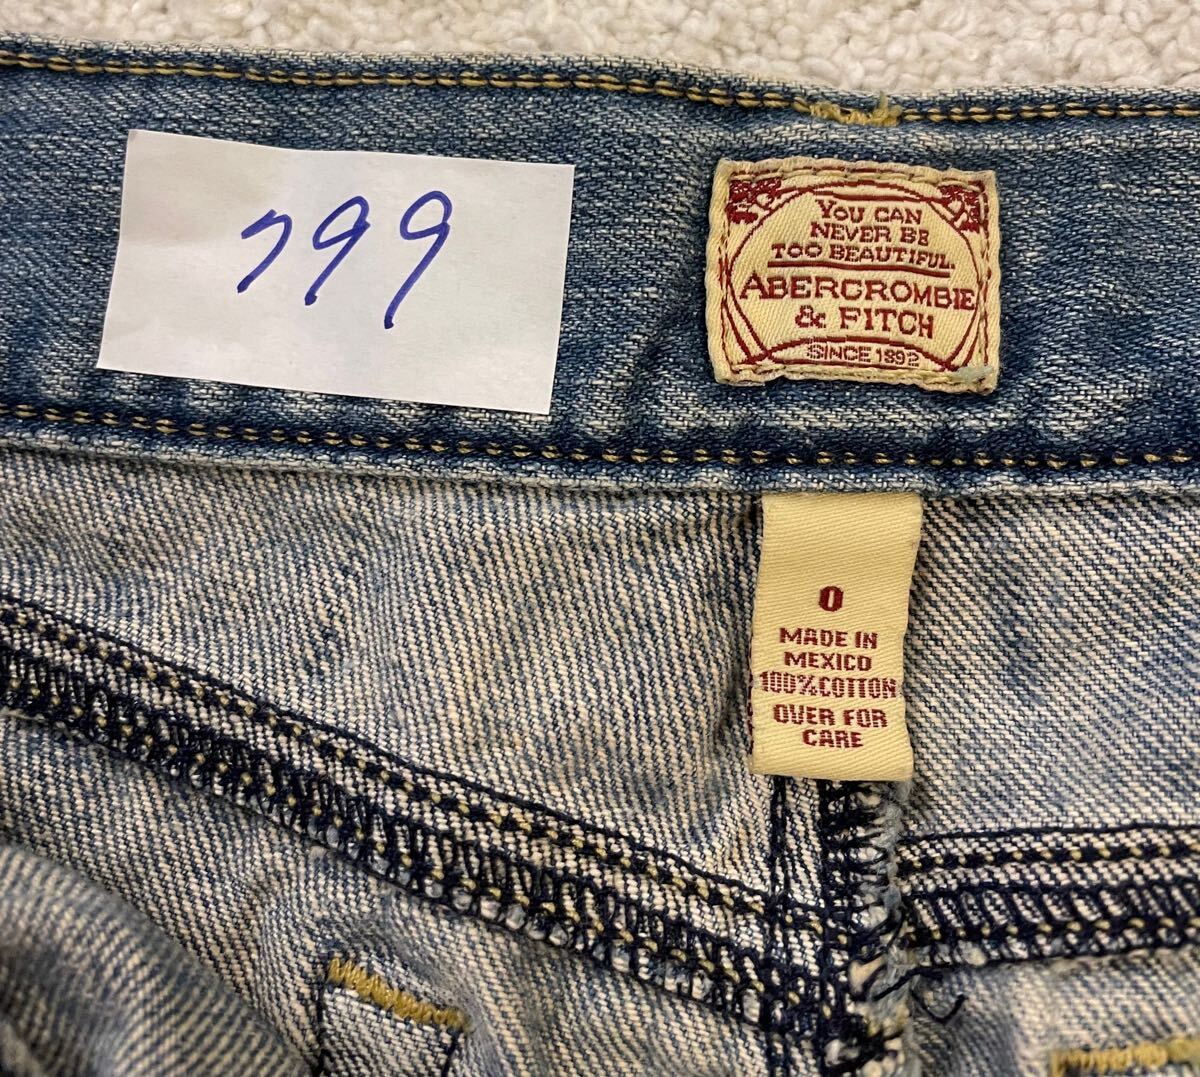 799
YOU CAN
NEVER BE
TOO BEAUTIFUL.
ABERCROMBIE
& FITCH
SINCE 1892
0
MADE IN
MEXICO
100% COTTON
OVER FOR
CARE